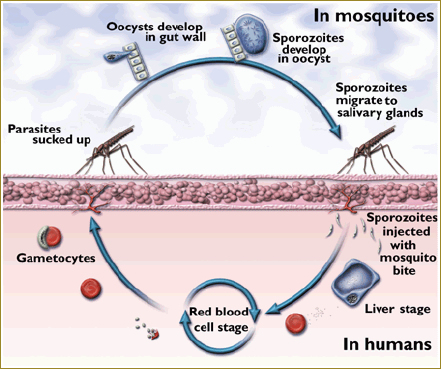 In mosquitoes
Oocysts develop
in gut wall
Sporozoites
develop
in oocyst
Sporozoites
migrate to
salivary glands
Parasites
sucked up
Sporozoites
injected
with
mosquito
bite
Gametocytes
Liver stage
Red blood
cell stage
In humans